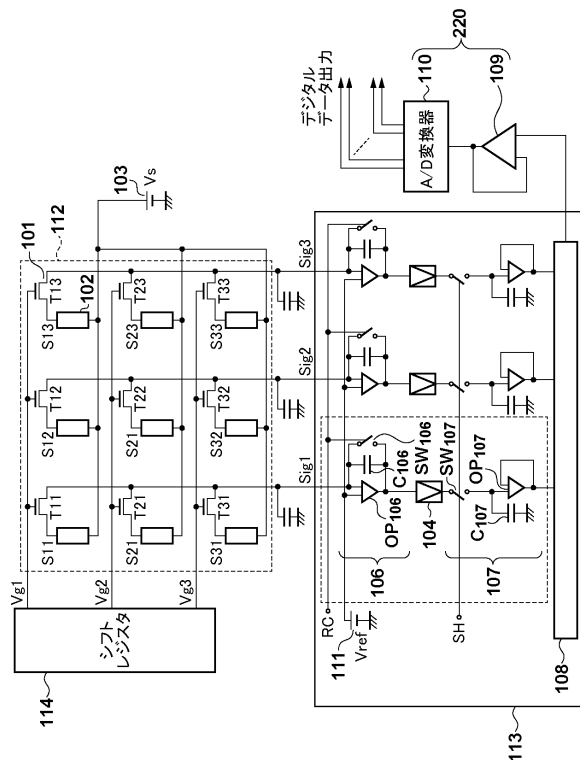 114
シフト
レジスタ
Vg1
Vg2
Vg3
S11
T11
S12
T12
S13
T13
101
102
112
103
Vs
S21
T21
S21
T22
S23
T23
S31
T31
S32
T32
S33
T33
Sig1
Sig2
Sig3
113
RC
111
Vref
SH
106
OP106
C106
SW106
104
SW107
107
C107
OP107
108
デジタル
データ出力
110
A/D変換器
109
220